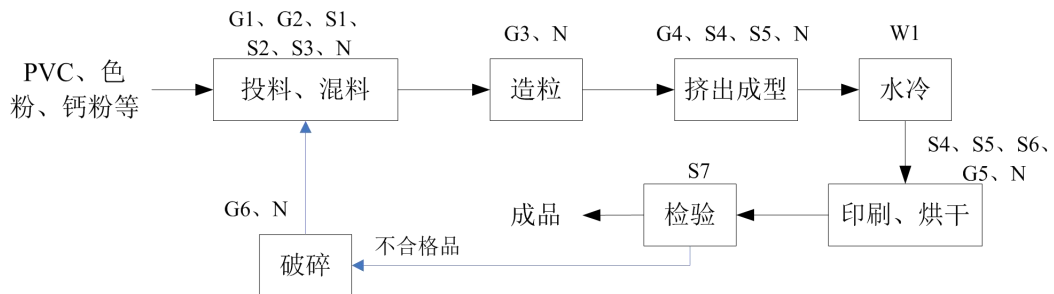 G1、G2、S1、
S2、S3、N
G3、N
G4、S4、S5、N
W1
PVC、色
粉、钙粉等
投料、混料
造粒
挤出成型
水冷
S4、S5、S6、
G5、N
S7
G6、N
成品
检验
印刷、烘干
不合格品
破碎